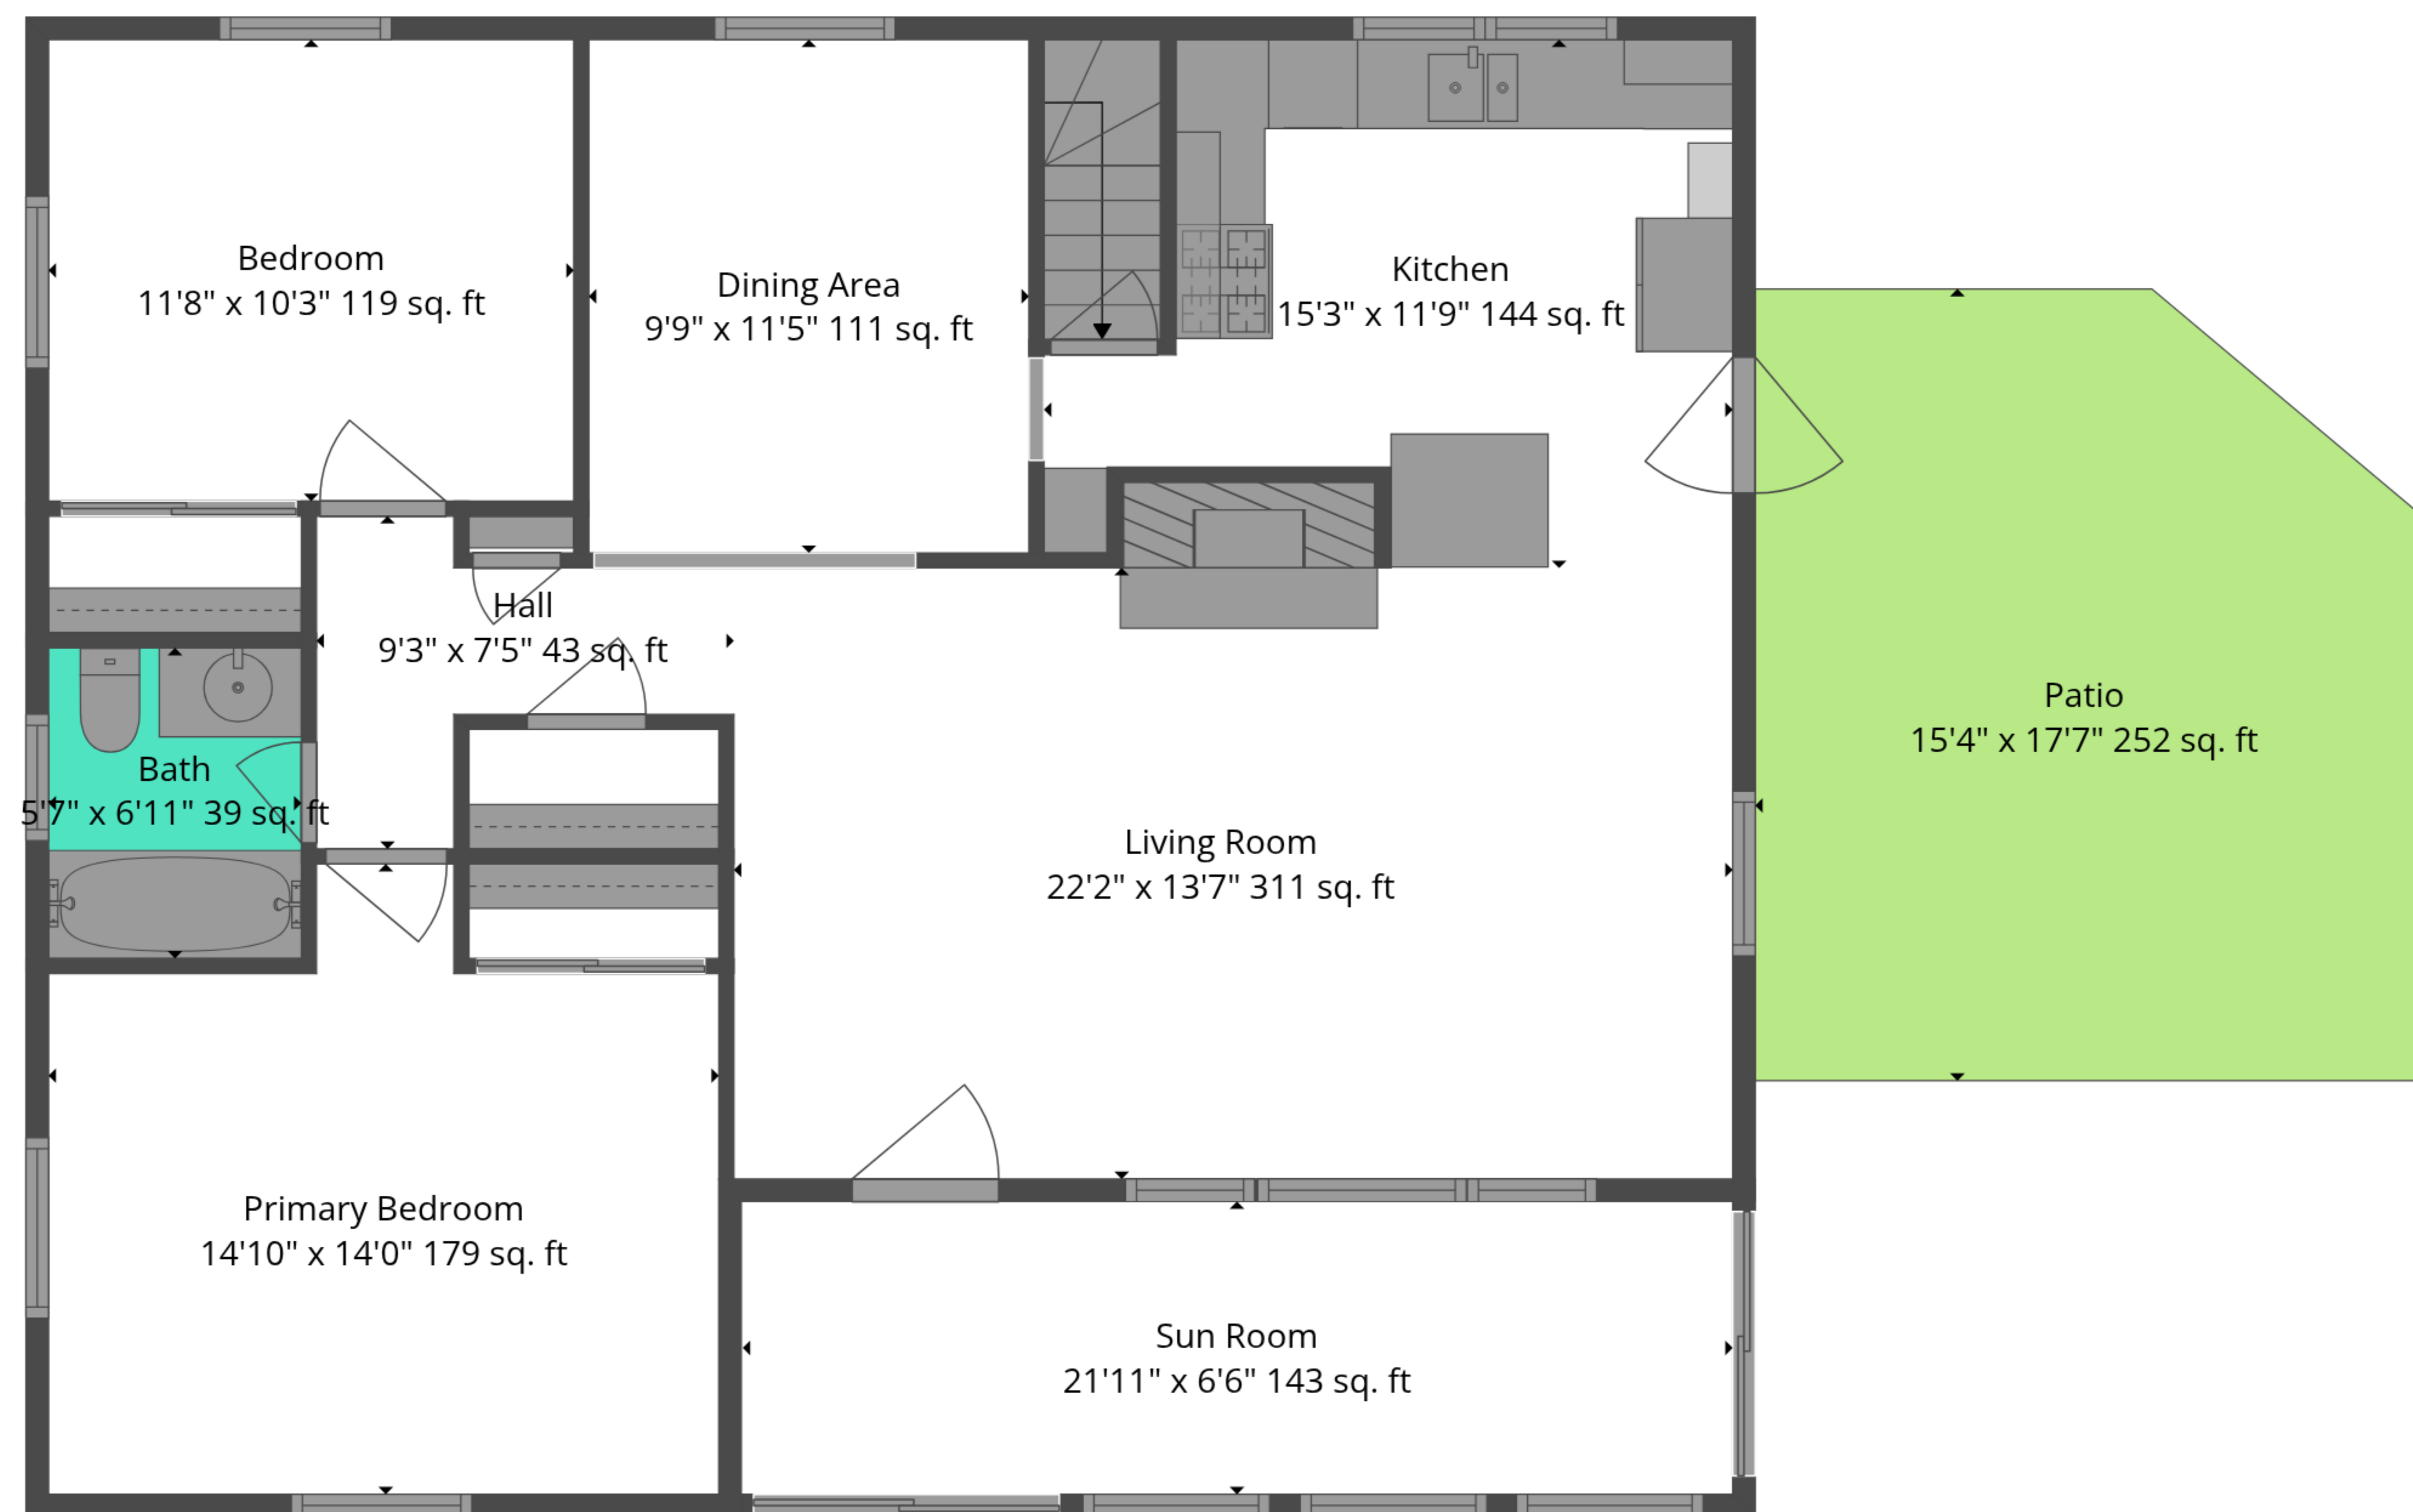 Bedroom
11'8" x 10'3" 119 sq. ft
Dining Area
9'9" x 11'5" 111 sq. ft
Kitchen
15'3" x 11'9" 144 sq. ft
Hall
9'3" x 7'5" 43 sq. ft
Patio
15'4" x 17'7" 252 sq. ft
Bath
5'7" x 6'11" 39 sq. ft
Living Room
22'2" x 13'7" 311 sq. ft
Primary Bedroom
14'10" x 14'0" 179 sq. ft
Sun Room
21'11" x 6'6" 143 sq. ft